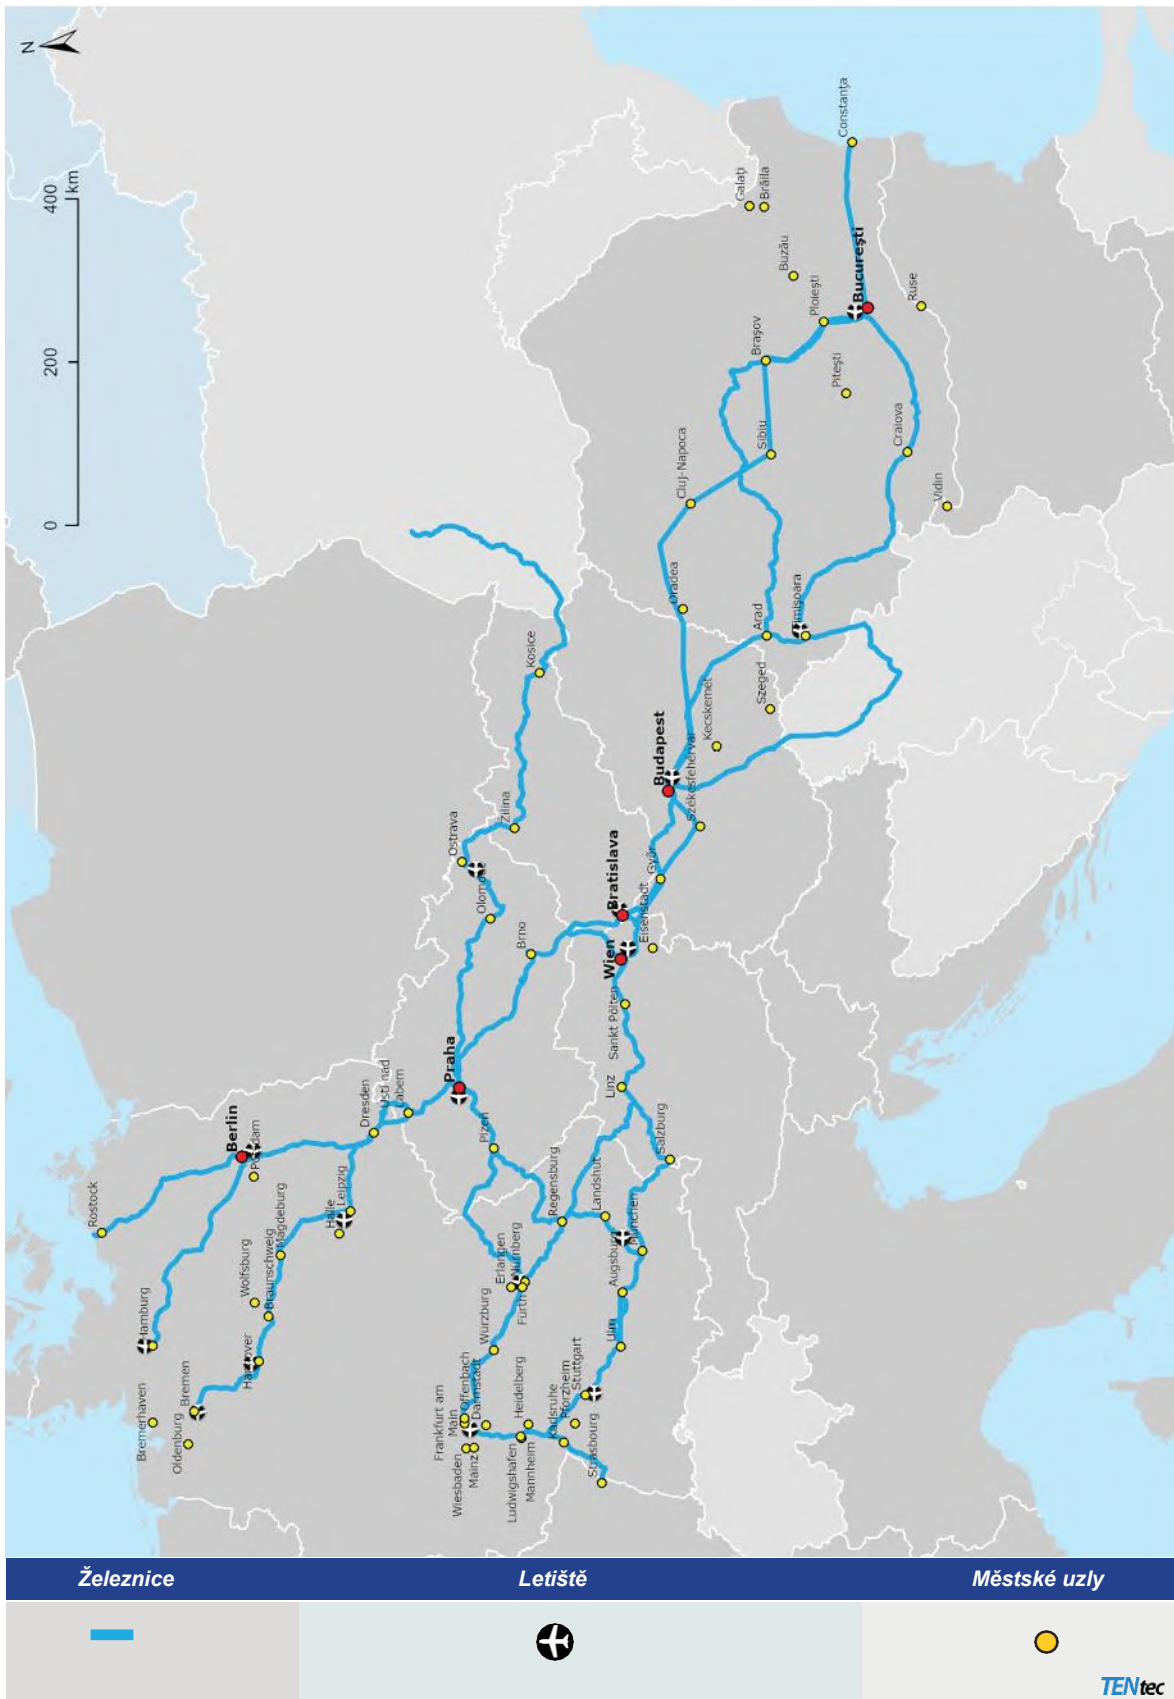 N
0
200
400
km
Rostock
Hamburg
Bremerhaven
Bremen
Oldenburg
Berlin
Potsdam
Wolfsburg
Hannover
Braunschweig
Magdeburg
Halle
Leipzig
Dresden
Ústí nad
Labem
Praha
Plzeň
Ostrava
Olomouc
Brno
Žilina
Kosice
Frankfurt am
Main
Offenbach
Darmstadt
Wiesbaden
Mainz
Würzburg
Erlangen
Nürnberg
Fürth
Regensburg
Ludwigshafen
Mannheim
Heidelberg
Karlsruhe
Pforzheim
Stuttgart
Strasbourg
Ulm
Augsburg
München
Landshut
Salzburg
Linz
Sankt Pölten
Wien
Bratislava
Eisenstadt
Győr
Budapest
Székesfehérvár
Kecskemét
Szeged
Oradea
Cluj-Napoca
Arad
Timișoara
Sibiu
Brașov
Ploiești
Pitești
Buzău
Galați
Brăila
București
Constanța
Craiova
Ruse
Vidin
Železnice
Letiště
Městské uzly
TENtec